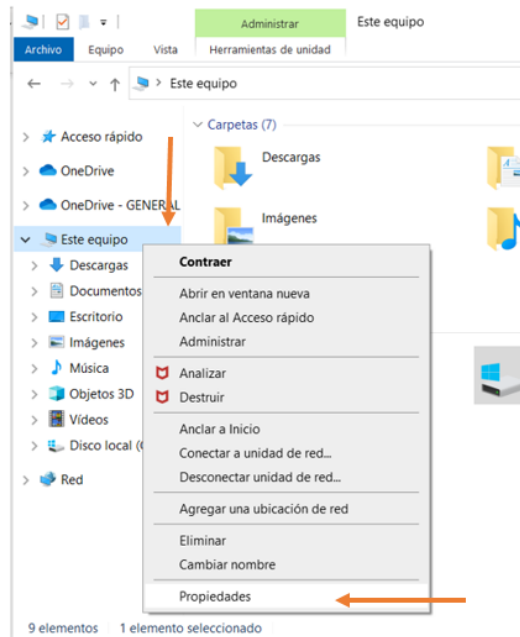 Administrar
Este equipo
Archivo
Equipo
Vista
Herramientas de unidad
Este equipo
Acceso rápido
OneDrive
OneDrive - GENERAL
Este equipo
Descargas
Documentos
Escritorio
Imágenes
Música
Objetos 3D
Vídeos
Disco local (
Red
Carpetas (7)
Descargas
Imágenes
Contraer
Abrir en ventana nueva
Anclar al Acceso rápido
Administrar
Analizar
Destruir
Anclar a Inicio
Conectar a unidad de red...
Desconectar unidad de red...
Agregar una ubicación de red
Eliminar
Cambiar nombre
Propiedades
9 elementos
1 elemento seleccionado